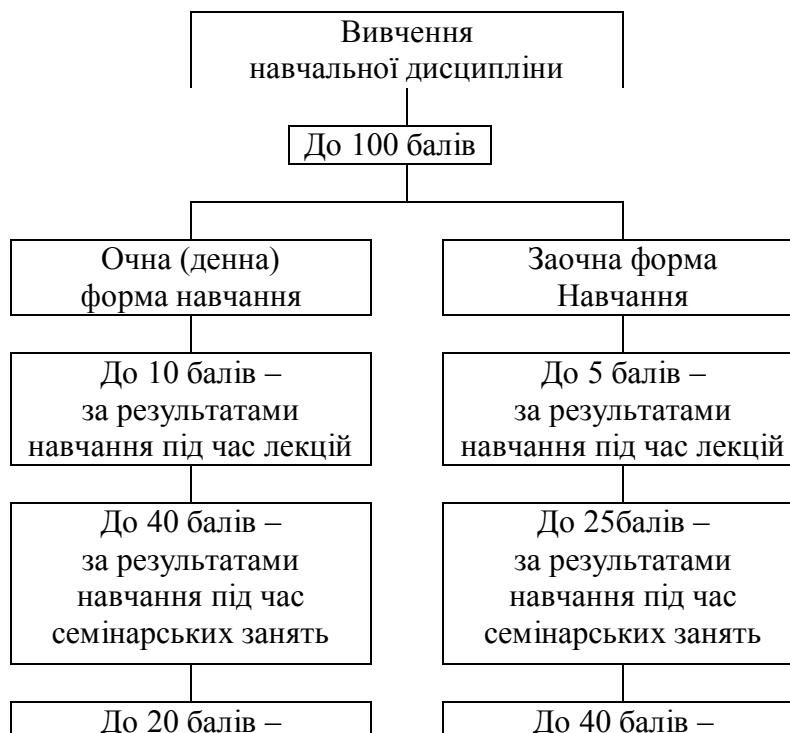 Вивчення
навчальної дисципліни
До 100 балів
Очна (денна)
форма навчання
Заочна форма
Навчання
До 10 балів –
за результатами
навчання під час лекцій
До 5 балів –
за результатами
навчання під час лекцій
До 40 балів –
за результатами
навчання під час
семінарських занять
До 25балів –
за результатами
навчання під час
семінарських занять
До 20 балів –
До 40 балів –